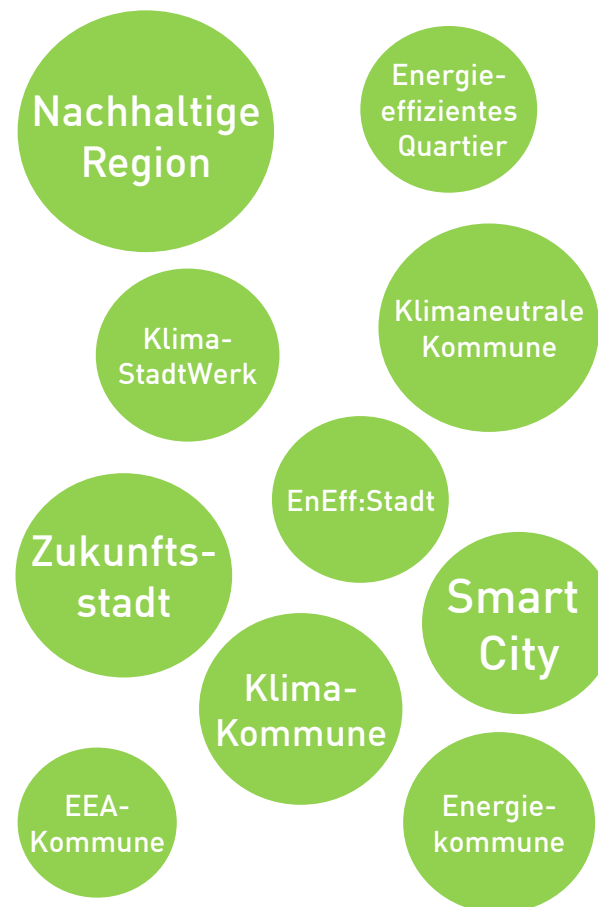 Nachhaltige
Region
Energie-
effizientes
Quartier
Klima-
StadtWerk
Klimaneutrale
Kommune
EnEff:Stadt
Zukunfts-
stadt
Smart
City
Klima-
Kommune
EEA-
Kommune
Energie-
kommune